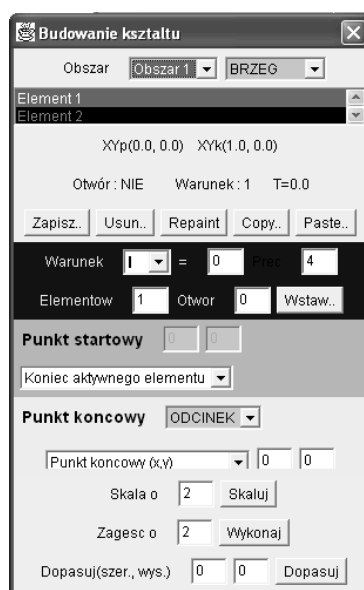 Budowanie kształtu
Obszar Obszar 1 BRZEG
Element 1
Element 2
XYp(0.0, 0.0) XYk(1.0, 0.0)
Otwór : NIE Warunek : 1 T=0.0
Zapisz.. Usun.. Repaint Copy.. Paste..
Warunek I = 0 Prec. 4
Elementow 1 Otwor 0 Wstaw..
Punkt startowy 0 0
Koniec aktywnego elementu
Punkt koncowy ODCINEK
Punkt koncowy (x,y) 0 0
Skala o 2 Skaluj
Zagesc o 2 Wykonaj
Dopasuj(szer., wys.) 0 0 Dopasuj